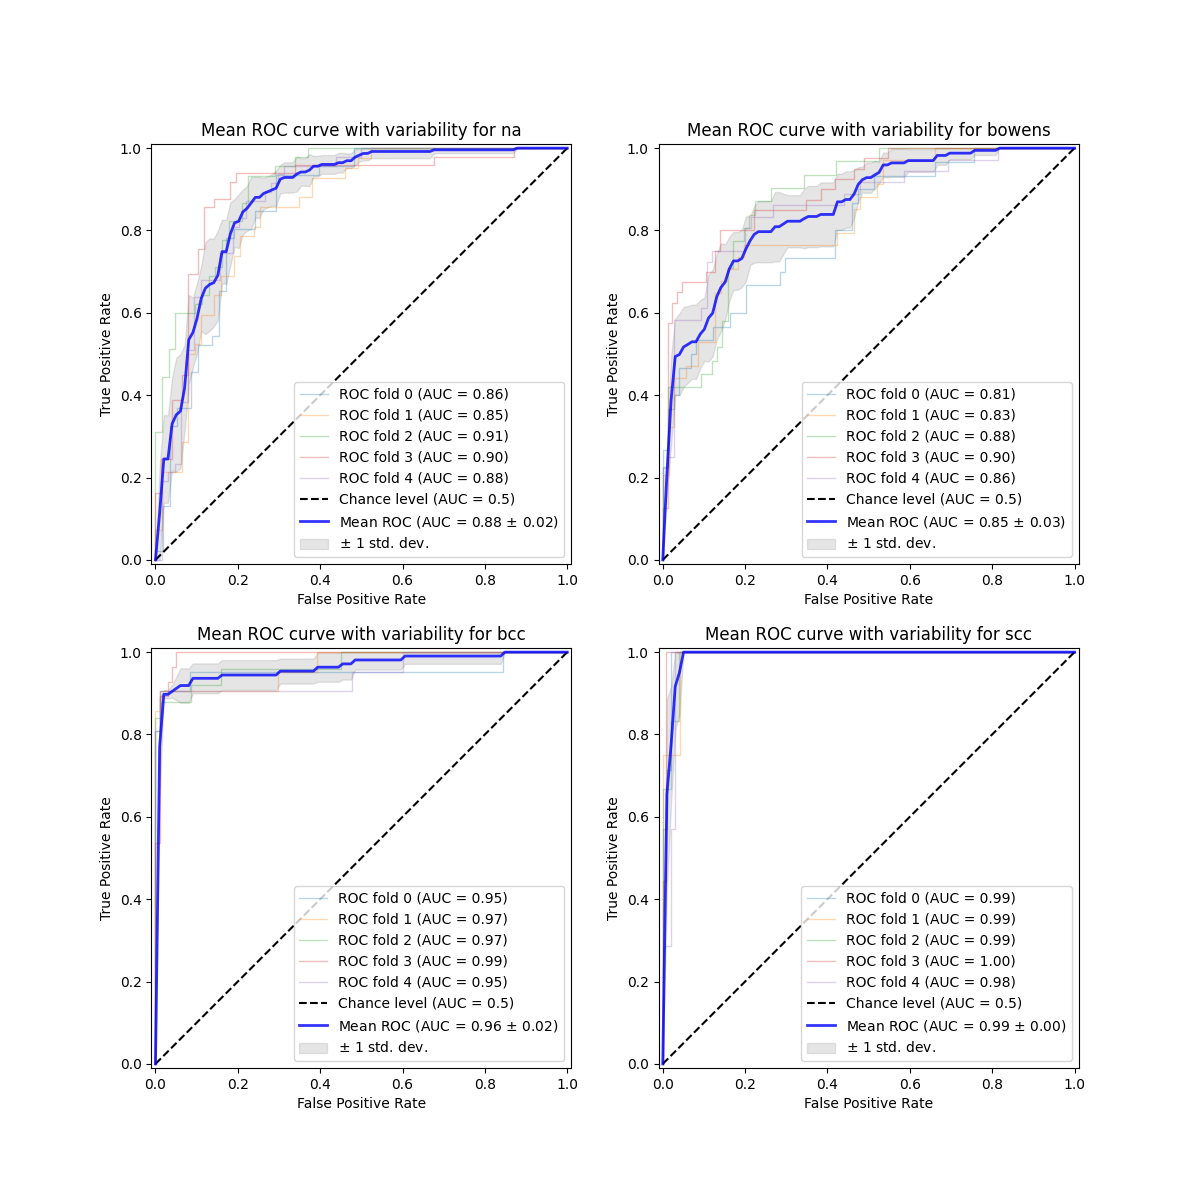 Mean ROC curve with variability for na
True Positive Rate
1.0
0.8
0.6
0.4
0.2
0.0
ROC fold 0 (AUC = 0.86)
ROC fold 1 (AUC = 0.85)
ROC fold 2 (AUC = 0.91)
ROC fold 3 (AUC = 0.90)
ROC fold 4 (AUC = 0.88)
Chance level (AUC = 0.5)
Mean ROC (AUC = 0.88 ± 0.02)
± 1 std. dev.
0.0 0.2 0.4 0.6 0.8 1.0
False Positive Rate
Mean ROC curve with variability for bowens
True Positive Rate
1.0
0.8
0.6
0.4
0.2
0.0
ROC fold 0 (AUC = 0.81)
ROC fold 1 (AUC = 0.83)
ROC fold 2 (AUC = 0.88)
ROC fold 3 (AUC = 0.90)
ROC fold 4 (AUC = 0.86)
Chance level (AUC = 0.5)
Mean ROC (AUC = 0.85 ± 0.03)
± 1 std. dev.
0.0 0.2 0.4 0.6 0.8 1.0
False Positive Rate
Mean ROC curve with variability for bcc
True Positive Rate
1.0
0.8
0.6
0.4
0.2
0.0
ROC fold 0 (AUC = 0.95)
ROC fold 1 (AUC = 0.97)
ROC fold 2 (AUC = 0.97)
ROC fold 3 (AUC = 0.99)
ROC fold 4 (AUC = 0.95)
Chance level (AUC = 0.5)
Mean ROC (AUC = 0.96 ± 0.02)
± 1 std. dev.
0.0 0.2 0.4 0.6 0.8 1.0
False Positive Rate
Mean ROC curve with variability for scc
True Positive Rate
1.0
0.8
0.6
0.4
0.2
0.0
ROC fold 0 (AUC = 0.99)
ROC fold 1 (AUC = 0.99)
ROC fold 2 (AUC = 0.99)
ROC fold 3 (AUC = 1.00)
ROC fold 4 (AUC = 0.98)
Chance level (AUC = 0.5)
Mean ROC (AUC = 0.99 ± 0.00)
± 1 std. dev.
0.0 0.2 0.4 0.6 0.8 1.0
False Positive Rate